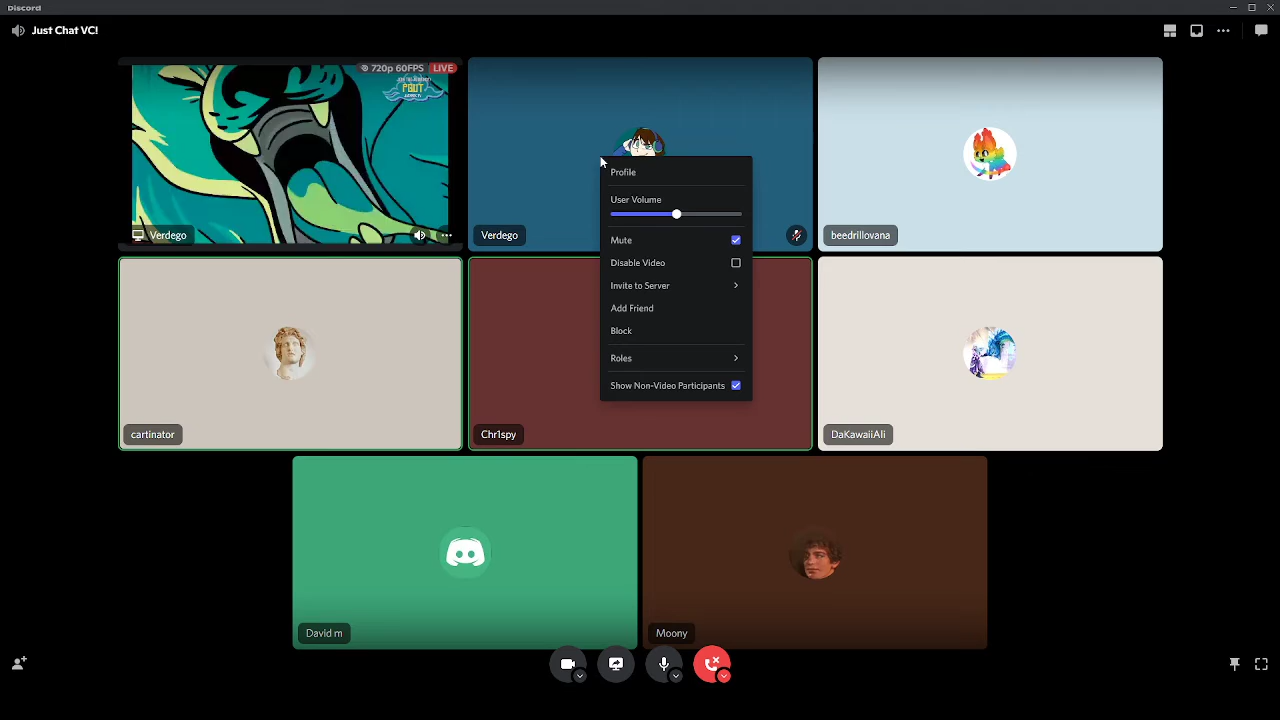 Discord
Just Chat VC!
720p 60FPS LIVE
POUT
Verdego
Verdego
beedrillovana
Profile
User Volume
Mute
Disable Video
Invite to Server
Add Friend
Block
Roles
Show Non-Video Participants
cartinator
Chr1spy
DaKawaiiAli
David m
Moony